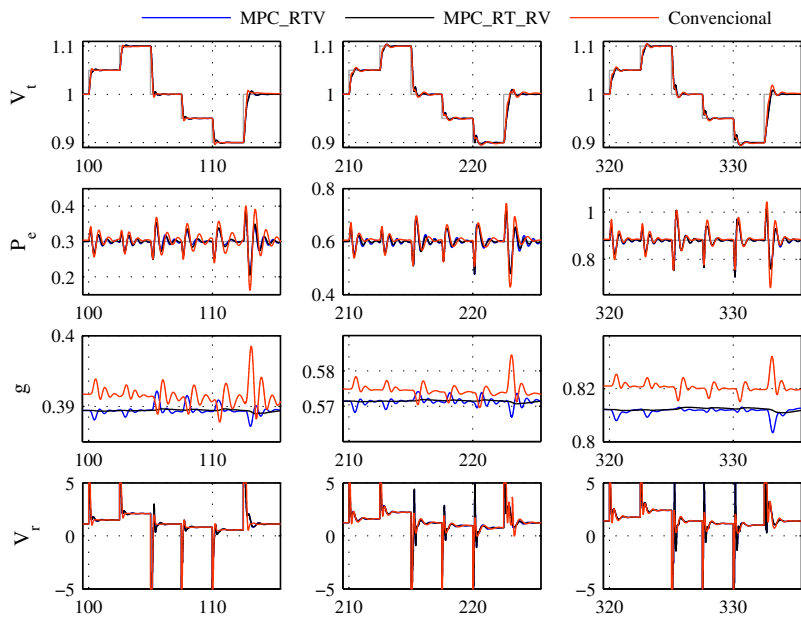 MPC_RTV MPC_RT_RV Convencional
V_t
1.1 1 0.9 100 110
1.1 1 0.9 210 220
1.1 1 0.9 320 330
P_e
0.4 0.3 0.2 100 110
0.8 0.6 0.4 210 220
1 0.8 320 330
g
0.4 0.39 100 110
0.58 0.57 210 220
0.82 0.8 320 330
V_r
5 0 -5 100 110
5 0 -5 210 220
5 0 -5 320 330